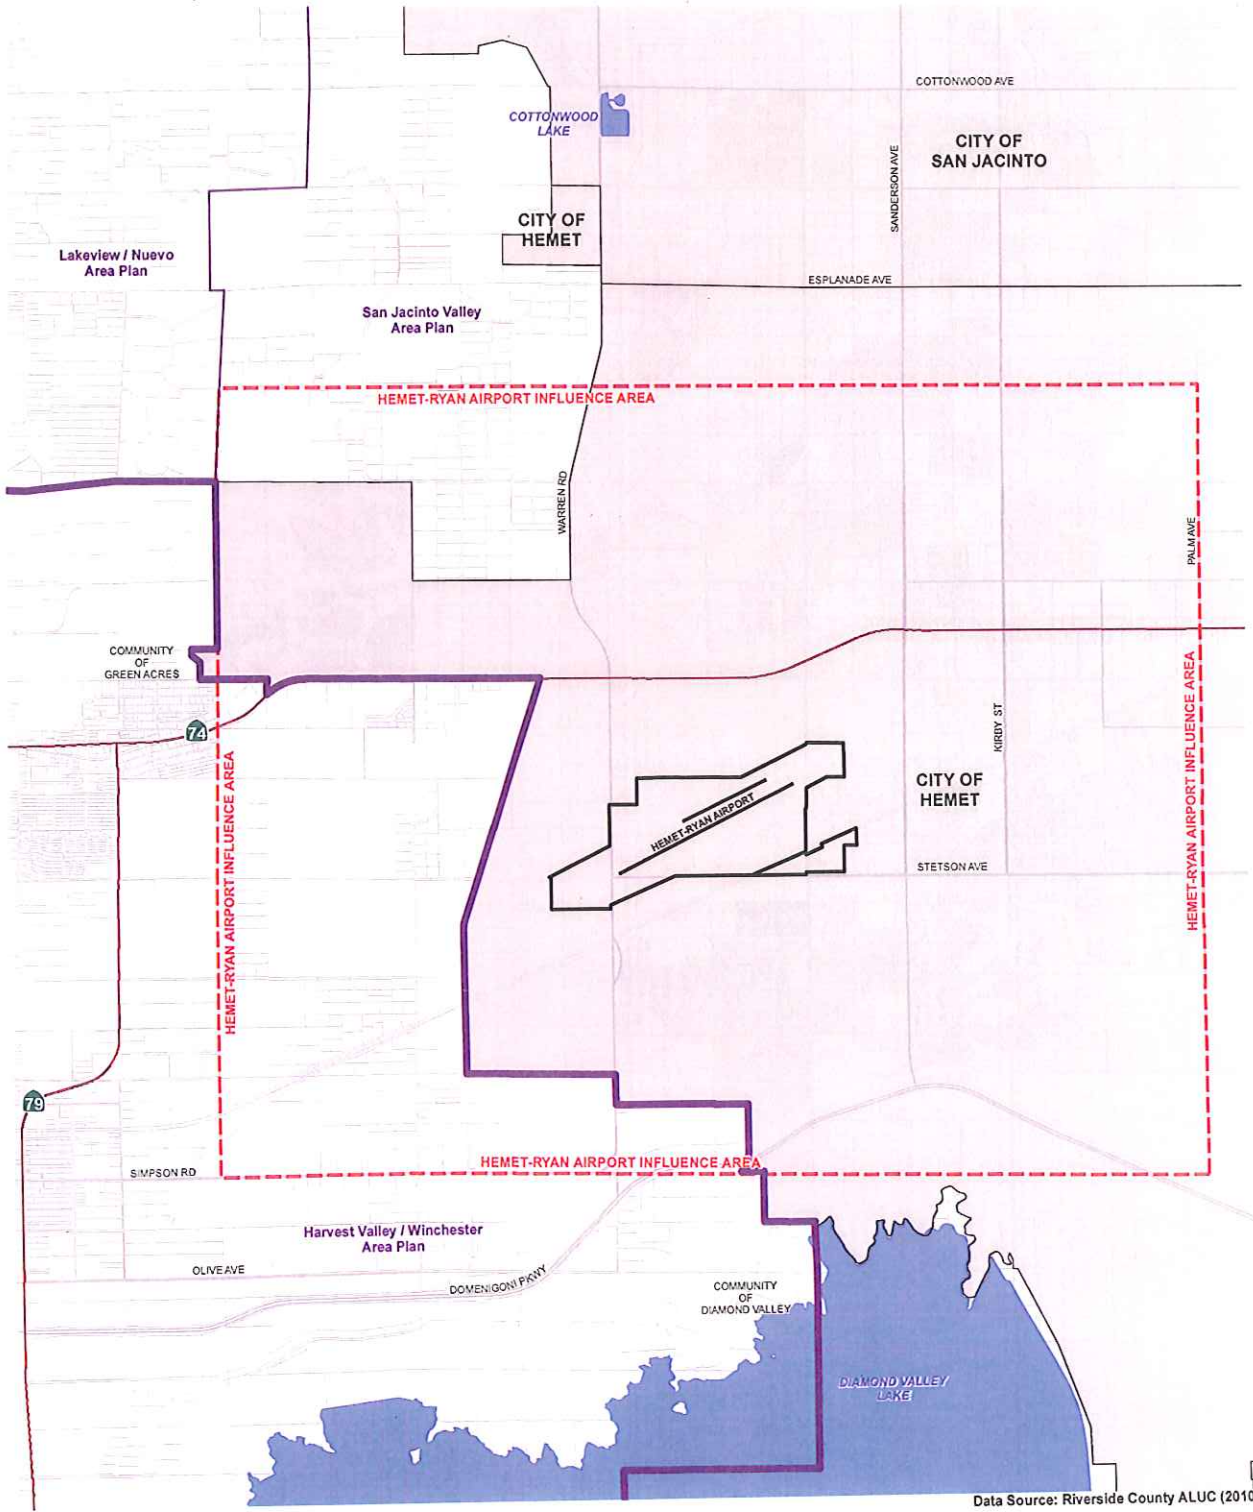 COTTONWOOD AVE
COTTONWOOD
LAKE
CITY OF
SAN JACINTO
SANDERSON AVE
CITY OF
HEMET
Lakeview / Nuevo
Area Plan
ESPLANADE AVE
San Jacinto Valley
Area Plan
HEMET-RYAN AIRPORT INFLUENCE AREA
WARREN RD
PALM AVE
COMMUNITY
OF
GREEN ACRES
74
KIRBY ST
HEMET-RYAN AIRPORT INFLUENCE AREA
HEMET-RYAN AIRPORT INFLUENCE AREA
CITY OF
HEMET
HEMET-RYAN AIRPORT
STETSON AVE
79
HEMET-RYAN AIRPORT INFLUENCE AREA
SIMPSON RD
Harvest Valley / Winchester
Area Plan
OLIVE AVE
DOMENIGONI PKWY
COMMUNITY
OF
DIAMOND VALLEY
DIAMOND VALLEY
LAKE
Data Source: Riverside County ALUC (2010